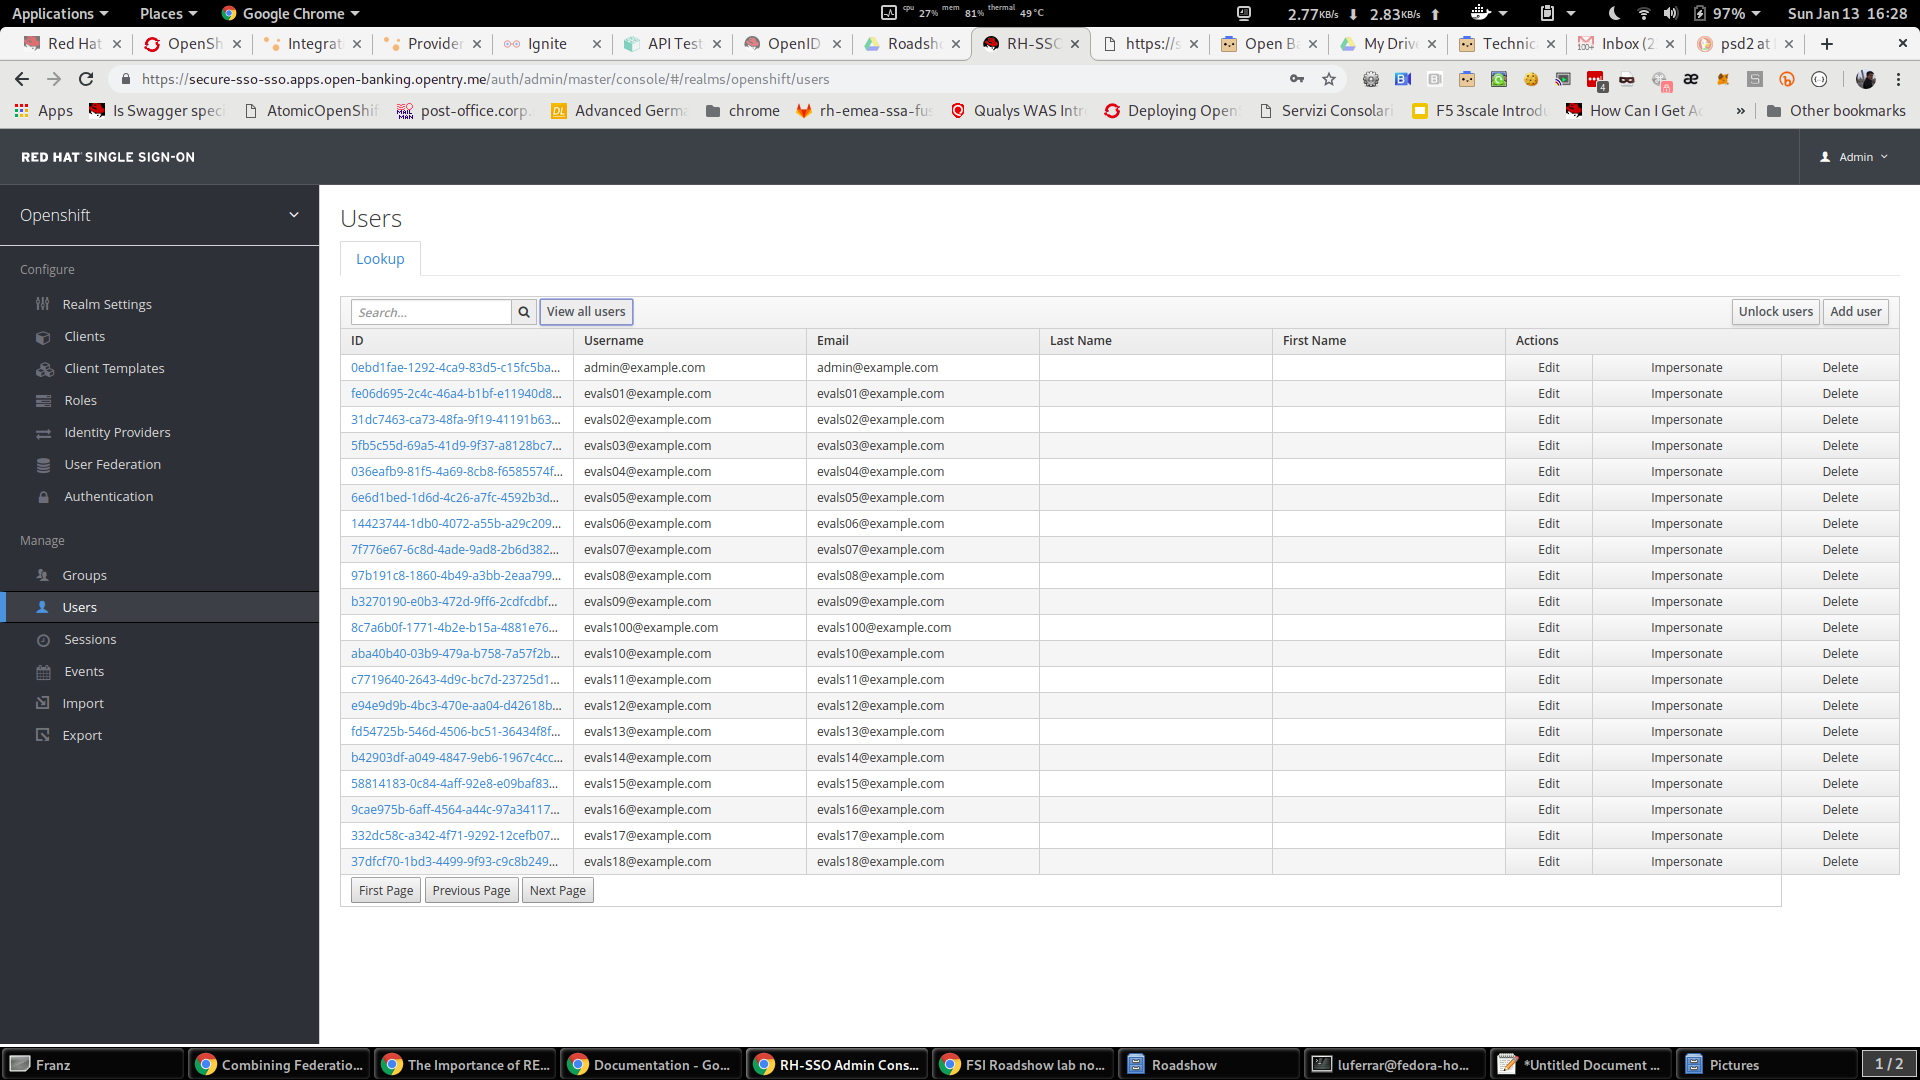 Applications Places Google Chrome cpu 27% mem 81% thermal 49°C 2.77KB/s 2.83KB/s 97% Sun Jan 13 16:28
Red Hat OpenSh Integrati Provider Ignite API Test OpenID Roadsho RH-SSO https://s Open Ba My Drive Technic Inbox (2 psd2 at
https://secure-sso-sso.apps.open-banking.opentry.me/auth/admin/master/console/#/realms/openshift/users
Apps Is Swagger spec AtomicOpenShif post-office.corp. Advanced Germa chrome rh-emea-ssa-fus Qualys WAS Intr Deploying Open Servizi Consolari F5 3scale Introdu How Can I Get Ac » Other bookmarks
RED HAT SINGLE SIGN-ON Admin
Openshift
Configure
Realm Settings
Clients
Client Templates
Roles
Identity Providers
User Federation
Authentication
Manage
Groups
Users
Sessions
Events
Import
Export
Users
Lookup
Search... View all users Unlock users Add user
ID Username Email Last Name First Name Actions
0ebd1fae-1292-4ca9-83d5-c15fc5ba... admin@example.com admin@example.com Edit Impersonate Delete
fe06d695-2c4c-46a4-b1bf-e11940d8... evals01@example.com evals01@example.com Edit Impersonate Delete
31dc7463-ca73-48fa-9f19-41191b63... evals02@example.com evals02@example.com Edit Impersonate Delete
5fb5c55d-69a5-41d9-9f37-a8128bc7... evals03@example.com evals03@example.com Edit Impersonate Delete
036eafb9-81f5-4a69-8cb8-f6585574f... evals04@example.com evals04@example.com Edit Impersonate Delete
6e6d1bed-1d6d-4c26-a7fc-4592b3d... evals05@example.com evals05@example.com Edit Impersonate Delete
14423744-1db0-4072-a55b-a29c209... evals06@example.com evals06@example.com Edit Impersonate Delete
7f776e67-6c8d-4ade-9ad8-2b6d382... evals07@example.com evals07@example.com Edit Impersonate Delete
97b191c8-1860-4b49-a3bb-2eaa799... evals08@example.com evals08@example.com Edit Impersonate Delete
b3270190-e0b3-472d-9ff6-2cdfcdbf... evals09@example.com evals09@example.com Edit Impersonate Delete
8c7a6b0f-1771-4b2e-b15a-4881e76... evals100@example.com evals100@example.com Edit Impersonate Delete
aba40b40-03b9-479a-b758-7a57f2b... evals10@example.com evals10@example.com Edit Impersonate Delete
c7719640-2643-4d9c-bc7d-23725d1... evals11@example.com evals11@example.com Edit Impersonate Delete
e94e9d9b-4bc3-470e-aa04-d42618b... evals12@example.com evals12@example.com Edit Impersonate Delete
fd54725b-546d-4506-bc51-36434f8f... evals13@example.com evals13@example.com Edit Impersonate Delete
b42903df-a049-4847-9eb6-1967c4cc... evals14@example.com evals14@example.com Edit Impersonate Delete
58814183-0c84-4aff-92e8-e09baf83... evals15@example.com evals15@example.com Edit Impersonate Delete
9cae975b-6aff-4564-a44c-97a34117... evals16@example.com evals16@example.com Edit Impersonate Delete
332dc58c-a342-4f71-9292-12cefb07... evals17@example.com evals17@example.com Edit Impersonate Delete
37dfcf70-1bd3-4499-9f93-c9c8b249... evals18@example.com evals18@example.com Edit Impersonate Delete
First Page Previous Page Next Page
Franz Combining Federatio... The Importance of RE... Documentation - Go... RH-SSO Admin Cons... FSI Roadshow lab no... Roadshow luferrar@fedora-ho... *Untitled Document ... Pictures 1 / 2